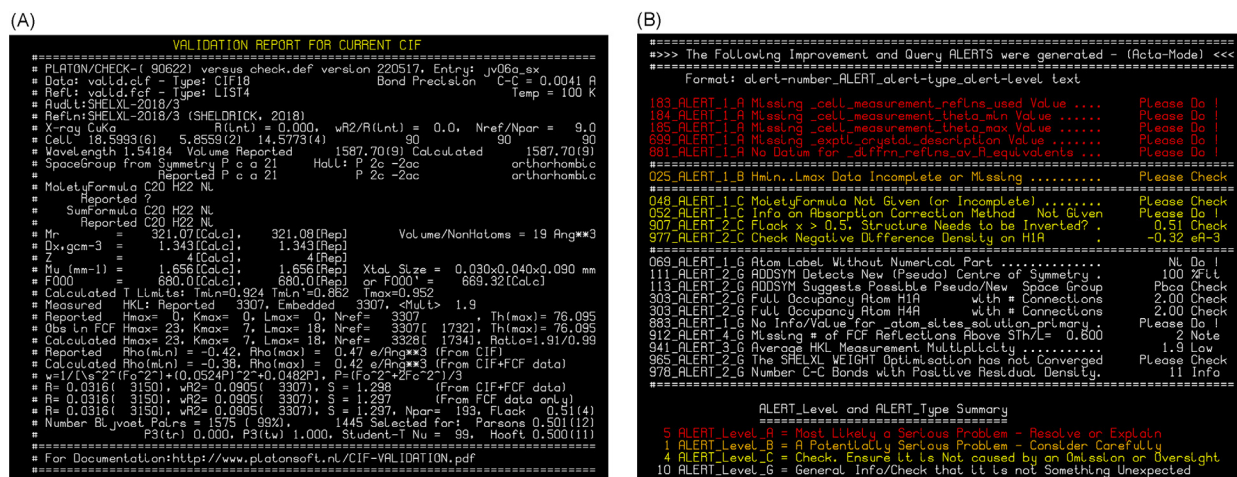 (A)
VALIDATION REPORT FOR CURRENT CIF
#===============================================================================
# PLATON/CHECK-( 90622) versus check.def version 220517, Entry: jv06a_sx
# Data: valid.cif - Type: CIF18 Bond Precision C-C = 0.0041 A
# Refl: valid.fcf - Type: LIST4 Temp = 100 K
# Audit:SHELXL-2018/3
# Refin:SHELXL-2018/3 (SHELDRICK, 2018)
# X-ray CuKa R(int) = 0.000, wR2/R(int) = 0.0, Nref/Npar = 9.0
# Cell 18.5993(6) 5.8559(2) 14.5773(4) 90 90 90
# Wavelength 1.54184 Volume Reported 1587.70(9) Calculated 1587.70(9)
# SpaceGroup from Symmetry P c a 21 Hall: P 2c -2ac orthorhombic
# Reported P c a 21 P 2c -2ac orthorhombic
# MoietyFormula C20 H22 Ni
# Reported ?
# SumFormula C20 H22 Ni
# Reported C20 H22 Ni
# Mr = 321.07[Calc], 321.08[Rep] Volume/NonHatoms = 19 Ang**3
# Dx,gcm-3 = 1.343[Calc], 1.343[Rep]
# Z = 4[Calc], 4[Rep]
# Mu (mm-1) = 1.656[Calc], 1.656[Rep] Xtal Size = 0.030x0.040x0.090 mm
# F000 = 680.0[Calc], 680.0[Rep] or F000' = 669.32[Calc]
# Calculated T Limits: Tmin=0.924 Tmin'=0.862 Tmax=0.952
# Measured HKL: Reported 3307, Embedded 3307, <Mult> 1.9
# Reported Hmax= 0, Kmax= 0, Lmax= 0, Nref= 3307 , Th(max)= 76.095
# Obs in FCF Hmax= 23, Kmax= 7, Lmax= 18, Nref= 3307[ 1732], Th(max)= 76.095
# Calculated Hmax= 23, Kmax= 7, Lmax= 18, Nref= 3328[ 1734], Ratio=1.91/0.99
# Reported Rho(min) = -0.42, Rho(max) = 0.47 e/Ang**3 (From CIF)
# Calculated Rho(min) = -0.38, Rho(max) = 0.42 e/Ang**3 (From CIF+FCF data)
# w=1/[\s^2^(Fo^2^)+(0.0524P)^2^+0.0482P], P=(Fo^2^+2Fc^2^)/3
# R= 0.0316( 3150), wR2= 0.0905( 3307), S = 1.298 (From CIF+FCF data)
# R= 0.0316( 3150), wR2= 0.0905( 3307), S = 1.297 (From FCF data only)
# R= 0.0316( 3150), wR2= 0.0905( 3307), S = 1.297, Npar= 193, Flack 0.51(4)
# Number Bijvoet Pairs = 1575 ( 99%), 1445 Selected for: Parsons 0.501(12)
# P3(tr) 0.000, P3(tw) 1.000, Student-T Nu = 99, Hooft 0.500(11)
#===============================================================================
# For Documentation:http://www.platonsoft.nl/CIF-VALIDATION.pdf
#===============================================================================
(B)
#===============================================================================
#>>> The Following Improvement and Query ALERTS were generated - (Acta-Mode) <<<
#===============================================================================
Format: alert-number_ALERT_alert-type_alert-level text
183_ALERT_1_A Missing _cell_measurement_reflns_used Value .... Please Do !
184_ALERT_1_A Missing _cell_measurement_theta_min Value ...... Please Do !
185_ALERT_1_A Missing _cell_measurement_theta_max Value ...... Please Do !
699_ALERT_1_A Missing _exptl_crystal_description Value ....... Please Do !
881_ALERT_1_A No Datum for _diffrn_reflns_av_R_equivalents ... Please Do !
#===============================================================================
025_ALERT_1_B Hmin..Lmax Data Incomplete or Missing .......... Please Check
#===============================================================================
048_ALERT_1_C MoietyFormula Not Given (or Incomplete) ........ Please Check
052_ALERT_1_C Info on Absorption Correction Method Not Given Please Do !
907_ALERT_2_C Flack x > 0.5, Structure Needs to be Inverted? . 0.51 Check
977_ALERT_2_C Check Negative Difference Density on H1A . -0.32 eA-3
#===============================================================================
069_ALERT_1_G Atom Label Without Numerical Part .............. Ni Do !
111_ALERT_2_G ADDSYM Detects New (Pseudo) Centre of Symmetry . 100 %Fit
113_ALERT_2_G ADDSYM Suggests Possible Pseudo/New Space Group Pbca Check
303_ALERT_2_G Full Occupancy Atom H1A with # Connections 2.00 Check
303_ALERT_2_G Full Occupancy Atom H1A with # Connections 2.00 Check
883_ALERT_1_G No Info/Value for _atom_sites_solution_primary . Please Do !
912_ALERT_4_G Missing # of FCF Reflections Above STh/L= 0.600 2 Note
941_ALERT_3_G Average HKL Measurement Multiplicity ........... 1.9 Low
965_ALERT_2_G The SHELXL WEIGHT Optimisation has not Converged Please Check
978_ALERT_2_G Number C-C Bonds with Positive Residual Density. 11 Info
#===============================================================================
ALERT_Level and ALERT_Type Summary
==================================
5 ALERT_Level_A = Most Likely a Serious Problem - Resolve or Explain
1 ALERT_Level_B = A Potentially Serious Problem - Consider Carefully
4 ALERT_Level_C = Check. Ensure it is Not caused by an Omission or Oversight
10 ALERT_Level_G = General Info/Check that it is not Something Unexpected